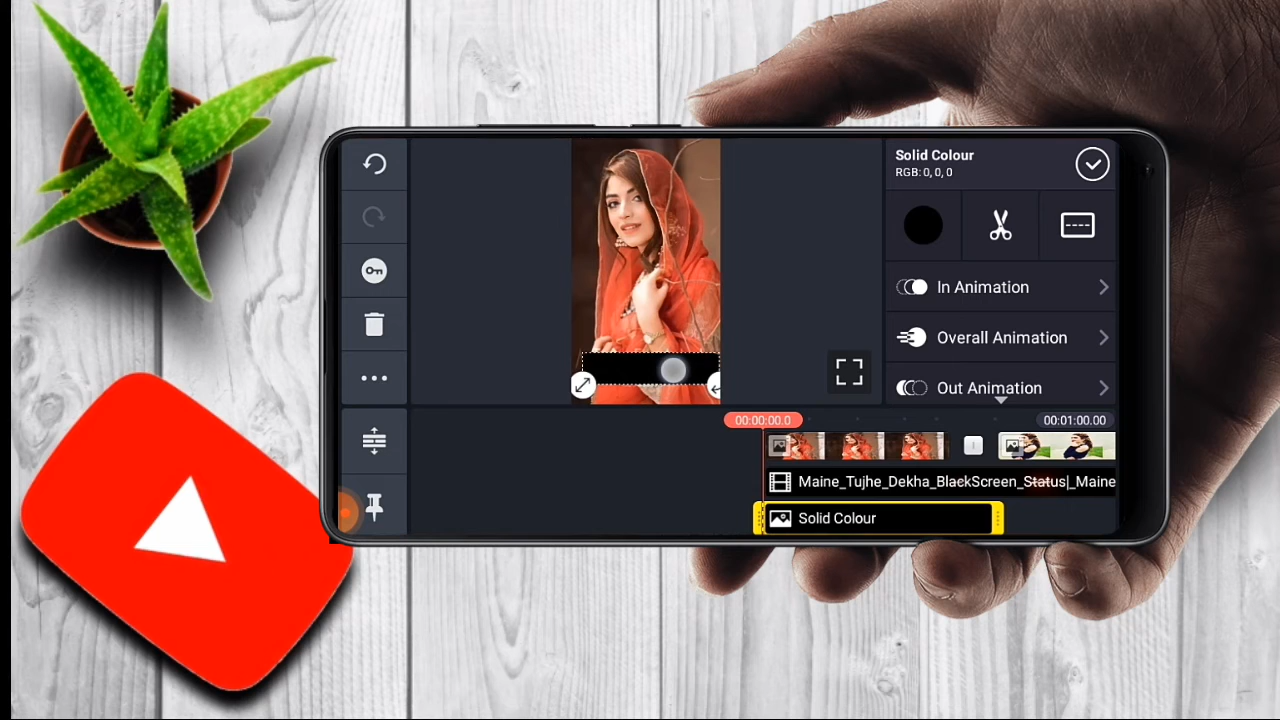 Solid Colour
RGB: 0, 0, 0
In Animation
Overall Animation
Out Animation
00:00:00.0
00:01:00.00
Maine_Tujhe_Dekha_BlackScreen_Status|_Maine
Solid Colour